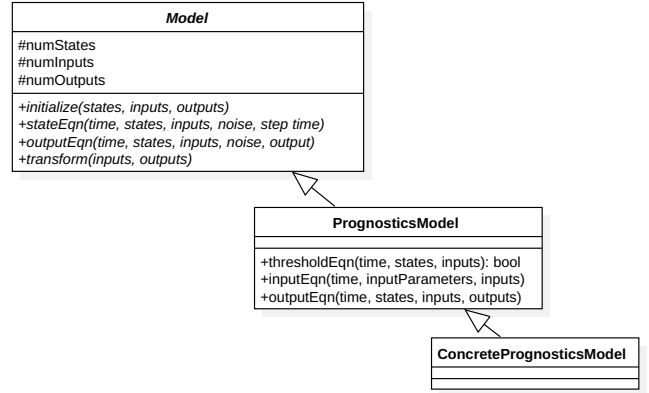 Model
#numStates
#numInputs
#numOutputs
+initialize(states, inputs, outputs)
+stateEqn(time, states, inputs, noise, step time)
+outputEqn(time, states, inputs, noise, output)
+transform(inputs, outputs)
PrognosticsModel
+thresholdEqn(time, states, inputs): bool
+inputEqn(time, inputParameters, inputs)
+outputEqn(time, states, inputs, outputs)
ConcretePrognosticsModel